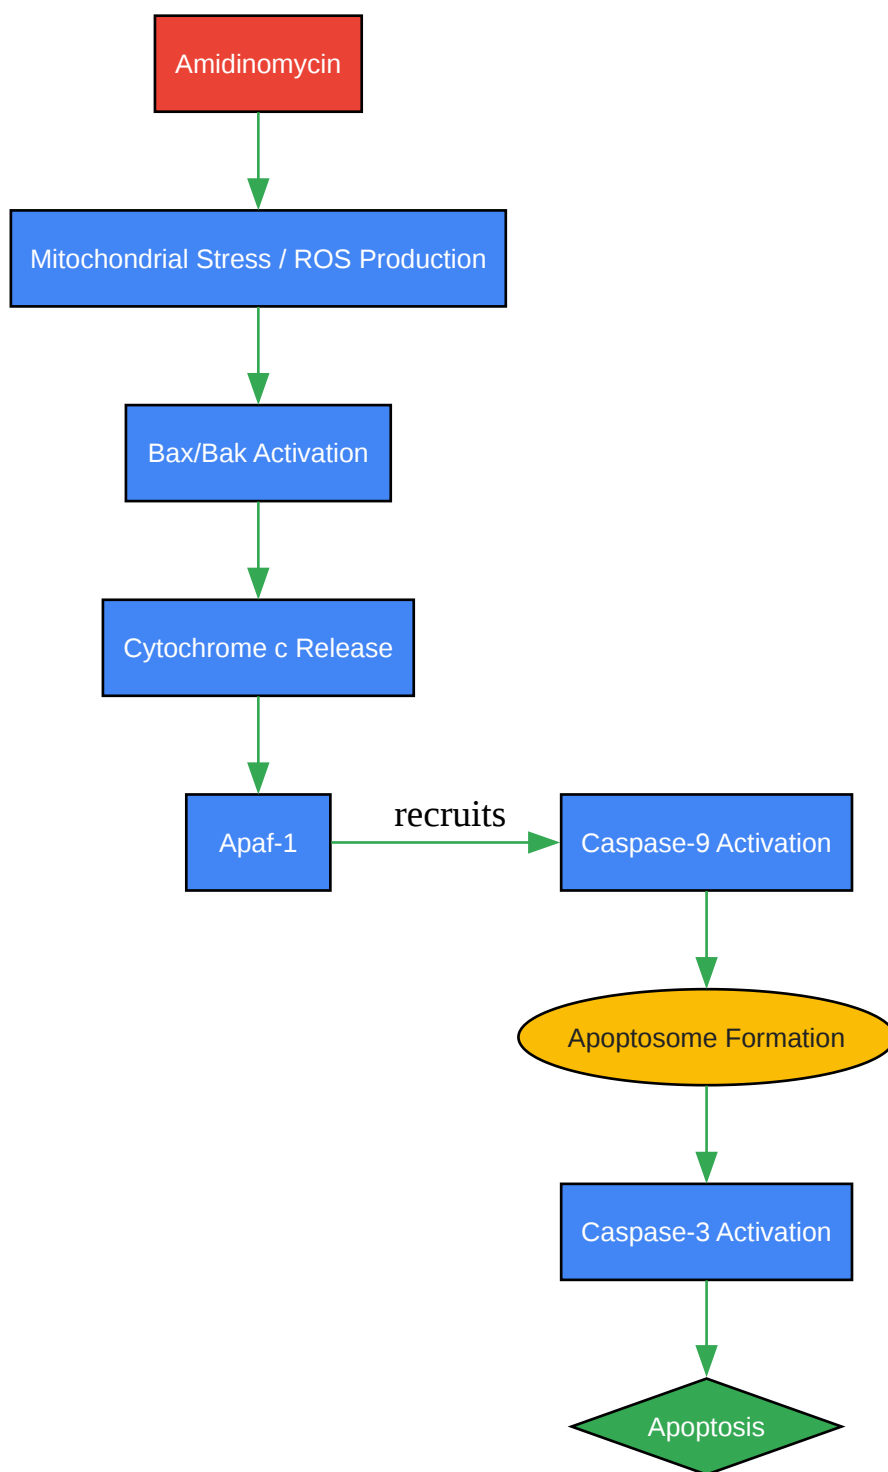 Amidinomycin
Mitochondrial Stress / ROS Production
Bax/Bak Activation
Cytochrome c Release
Apaf-1
recruits
Caspase-9 Activation
Apoptosome Formation
Caspase-3 Activation
Apoptosis